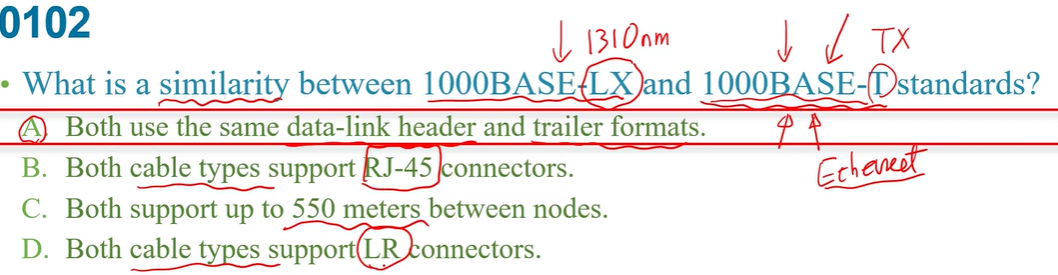 0102
1310nm TX
• What is a similarity between 1000BASE-LX and 1000BASE-T standards?
A. Both use the same data-link header and trailer formats.
B. Both cable types support RJ-45 connectors.
Ethernet
C. Both support up to 550 meters between nodes.
D. Both cable types support LR connectors.